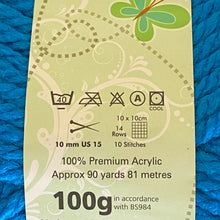 40 A COOL
10 x 10cm
14
Rows
10 mm US 15 10 Stitches
100% Premium Acrylic
Approx 90 yards 81 metres
100g in accordance
with BS984